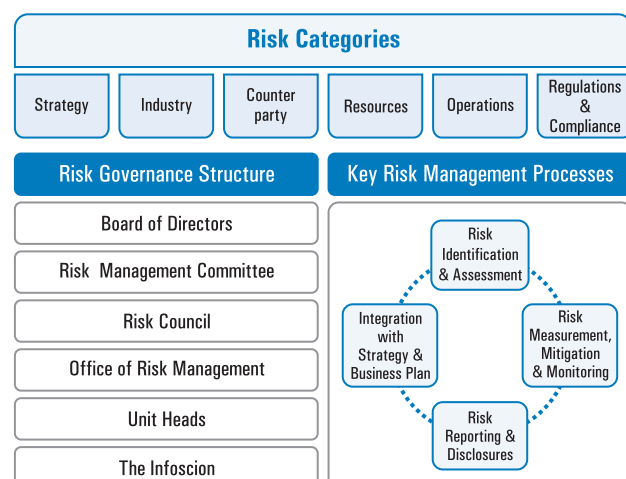 Risk Categories
Strategy
Industry
Counter
party
Resources
Operations
Regulations
&
Compliance
Risk Governance Structure
Board of Directors
Risk Management Committee
Risk Council
Office of Risk Management
Unit Heads
The Infoscion
Key Risk Management Processes
Risk
Identification
& Assessment
Risk
Measurement,
Mitigation
& Monitoring
Risk
Reporting &
Disclosures
Integration
with
Strategy &
Business Plan